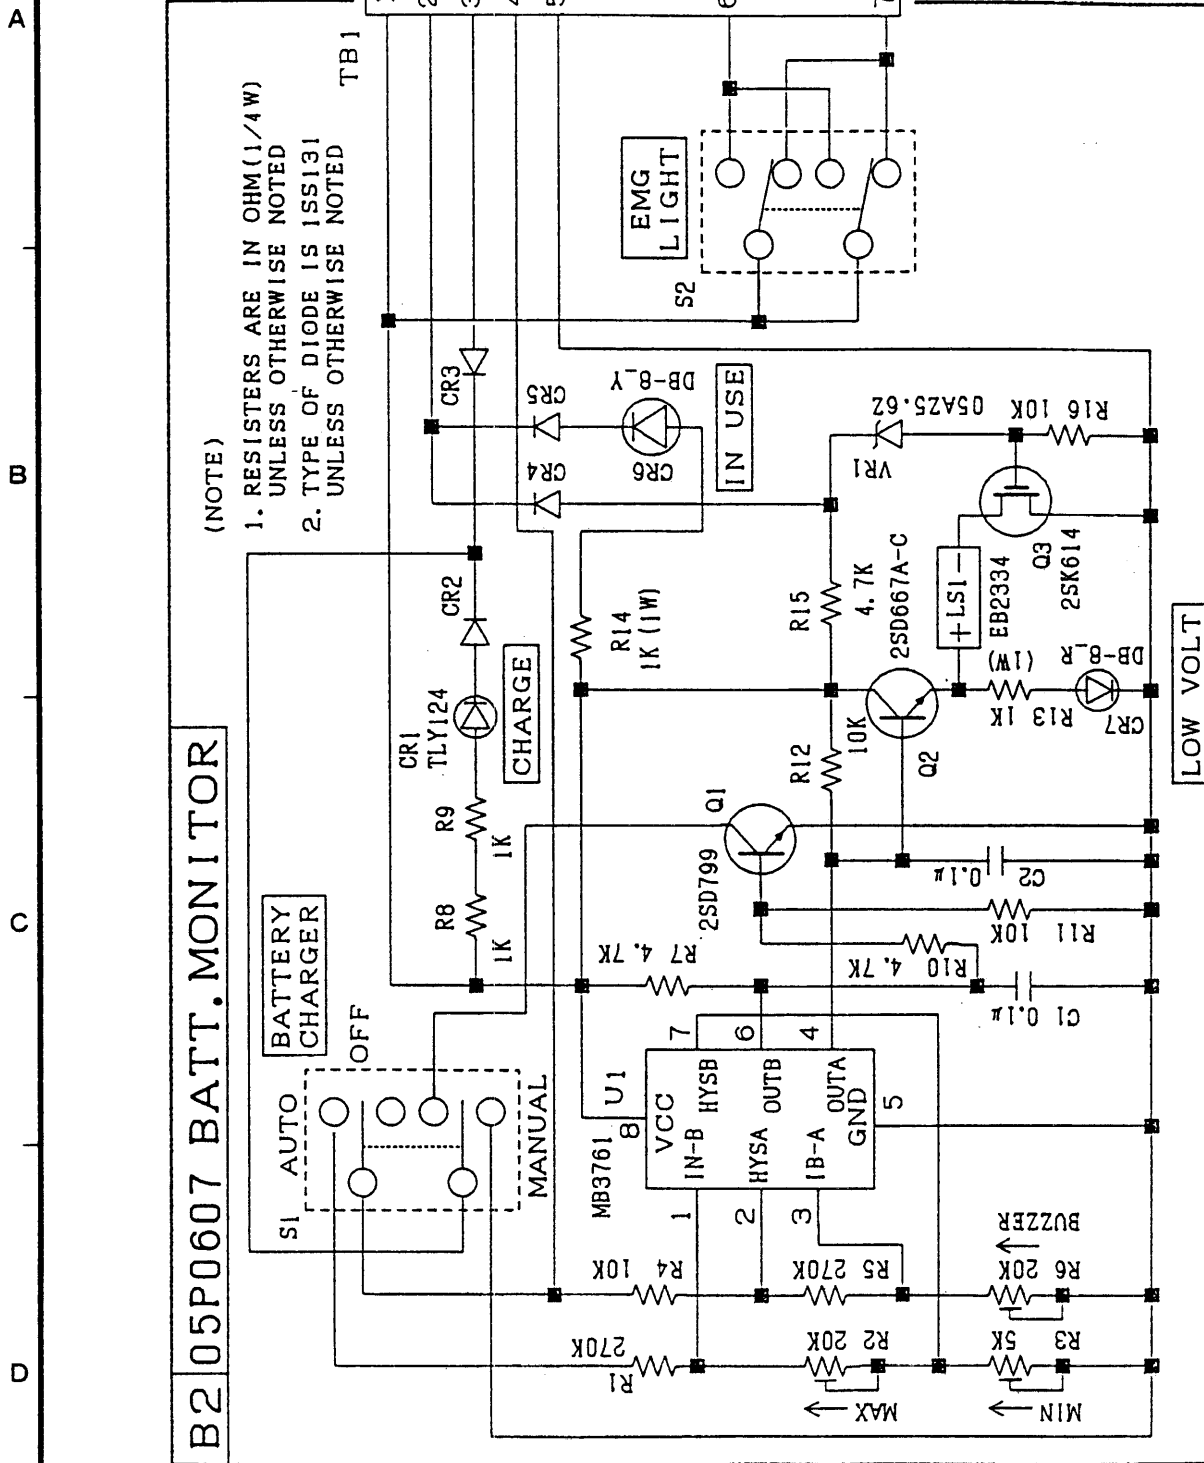 A
B
C
D
B2
05P0607 BATT. MONITOR
(NOTE)
1. RESISTERS ARE IN OHM(1/4W)
UNLESS OTHERWISE NOTED
2. TYPE OF DIODE IS 1SS131
UNLESS OTHERWISE NOTED
TB1
2
3
4
5
6
EMG
LIGHT
S2
CR3
CR5
CR4
DB-8_Y
CR6
IN USE
CR2
CR1
TLY124
CHARGE
R9
1K
R8
1K
R14
1K (1W)
R15
4.7K
VR1
05AZ5.6Z
R16 10K
Q3
2SK614
+ LS1 -
EB2334
2SD667A-C
Q2
R13 1K
(1W)
DB-8_R
CR7
LOW VOLT
R12
10K
Q1
2SD799
C2
0.1μ
R11
10K
R10 4.7K
R7 4.7K
C1 0.1μ
BATTERY
CHARGER
OFF
AUTO
MANUAL
S1
U1
MB3761
8
VCC
7
HYSB
6
OUTB
4
OUTA
GND
5
IN-B
1
HYSA
2
IB-A
3
R4 10K
R5 270K
R6 20K
BUZZER
R1
270K
R2 20K
MAX
R3
5K
MIN